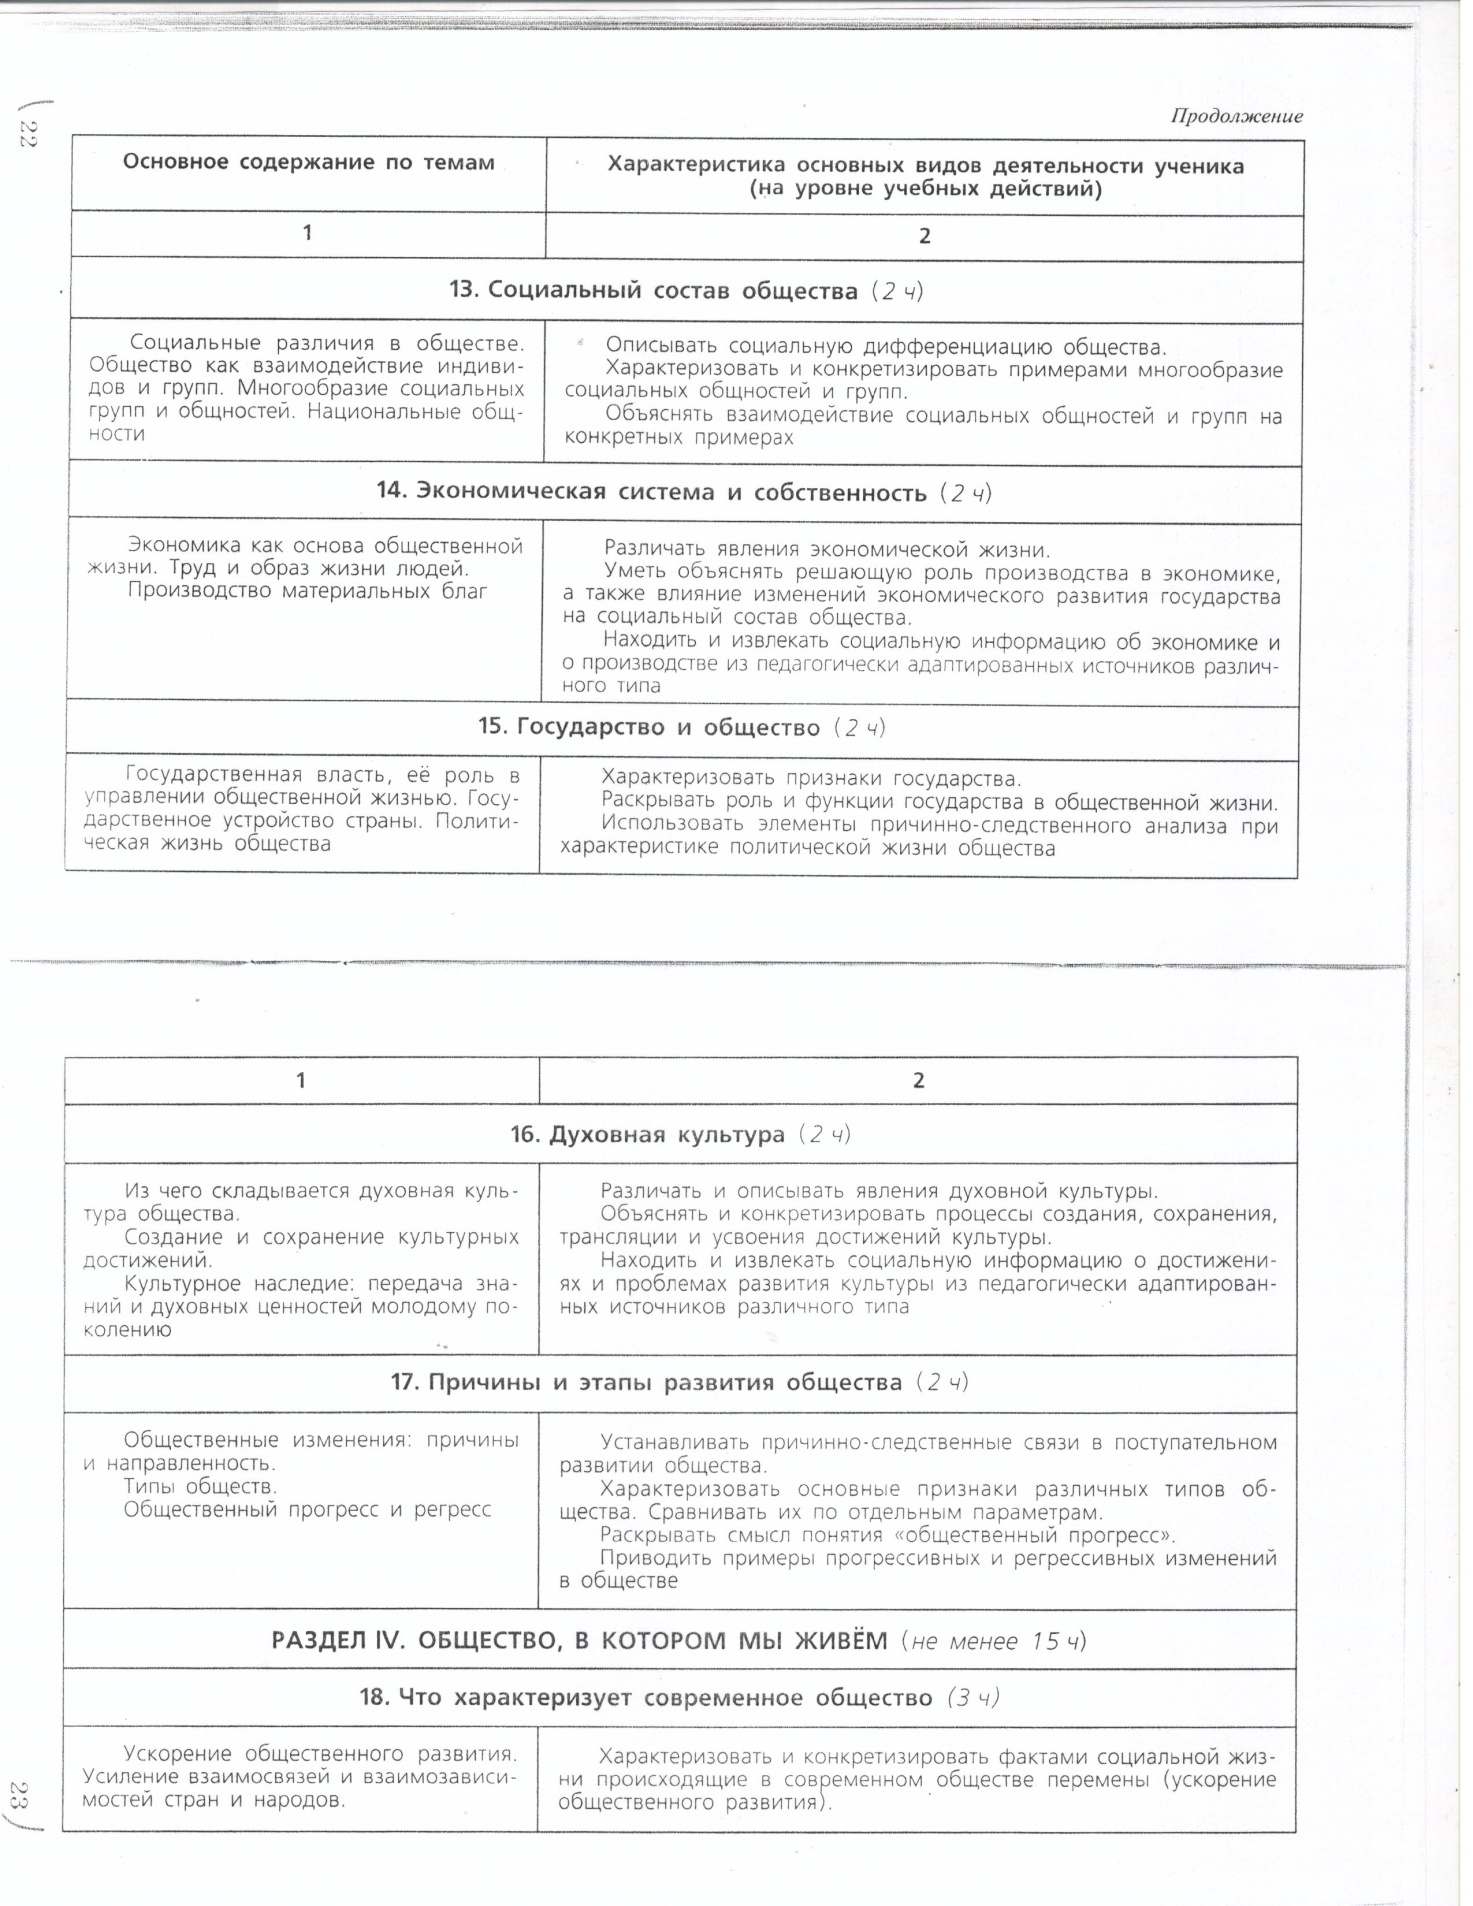 22
Продолжение
Основное содержание по темам
Характеристика основных видов деятельности ученика
(на уровне учебных действий)
1
2
13. Социальный состав общества (2 ч)
Социальные различия в обществе.
Общество как взаимодействие индиви-
дов и групп. Многообразие социальных
групп и общностей. Национальные общ-
ности
Описывать социальную дифференциацию общества.
Характеризовать и конкретизировать примерами многообразие
социальных общностей и групп.
Объяснять взаимодействие социальных общностей и групп на
конкретных примерах
14. Экономическая система и собственность (2 ч)
Экономика как основа общественной
жизни. Труд и образ жизни людей.
Производство материальных благ
Различать явления экономической жизни.
Уметь объяснять решающую роль производства в экономике,
а также влияние изменений экономического развития государства
на социальный состав общества.
Находить и извлекать социальную информацию об экономике и
о производстве из педагогически адаптированных источников различ-
ного типа
15. Государство и общество (2 ч)
Государственная власть, её роль в
управлении общественной жизнью. Госу-
дарственное устройство страны. Полити-
ческая жизнь общества
Характеризовать признаки государства.
Раскрывать роль и функции государства в общественной жизни.
Использовать элементы причинно-следственного анализа при
характеристике политической жизни общества
1
2
16. Духовная культура (2 ч)
Из чего складывается духовная куль-
тура общества.
Создание и сохранение культурных
достижений.
Культурное наследие: передача зна-
ний и духовных ценностей молодому по-
колению
Различать и описывать явления духовной культуры.
Объяснять и конкретизировать процессы создания, сохранения,
трансляции и усвоения достижений культуры.
Находить и извлекать социальную информацию о достижени-
ях и проблемах развития культуры из педагогически адаптирован-
ных источников различного типа
17. Причины и этапы развития общества (2 ч)
Общественные изменения: причины
и направленность.
Типы обществ.
Общественный прогресс и регресс
Устанавливать причинно-следственные связи в поступательном
развитии общества.
Характеризовать основные признаки различных типов об-
щества. Сравнивать их по отдельным параметрам.
Раскрывать смысл понятия «общественный прогресс».
Приводить примеры прогрессивных и регрессивных изменений
в обществе
РАЗДЕЛ IV. ОБЩЕСТВО, В КОТОРОМ МЫ ЖИВЁМ (не менее 15 ч)
18. Что характеризует современное общество (3 ч)
Ускорение общественного развития.
Усиление взаимосвязей и взаимозависи-
мостей стран и народов.
Характеризовать и конкретизировать фактами социальной жиз-
ни происходящие в современном обществе перемены (ускорение
общественного развития).
23